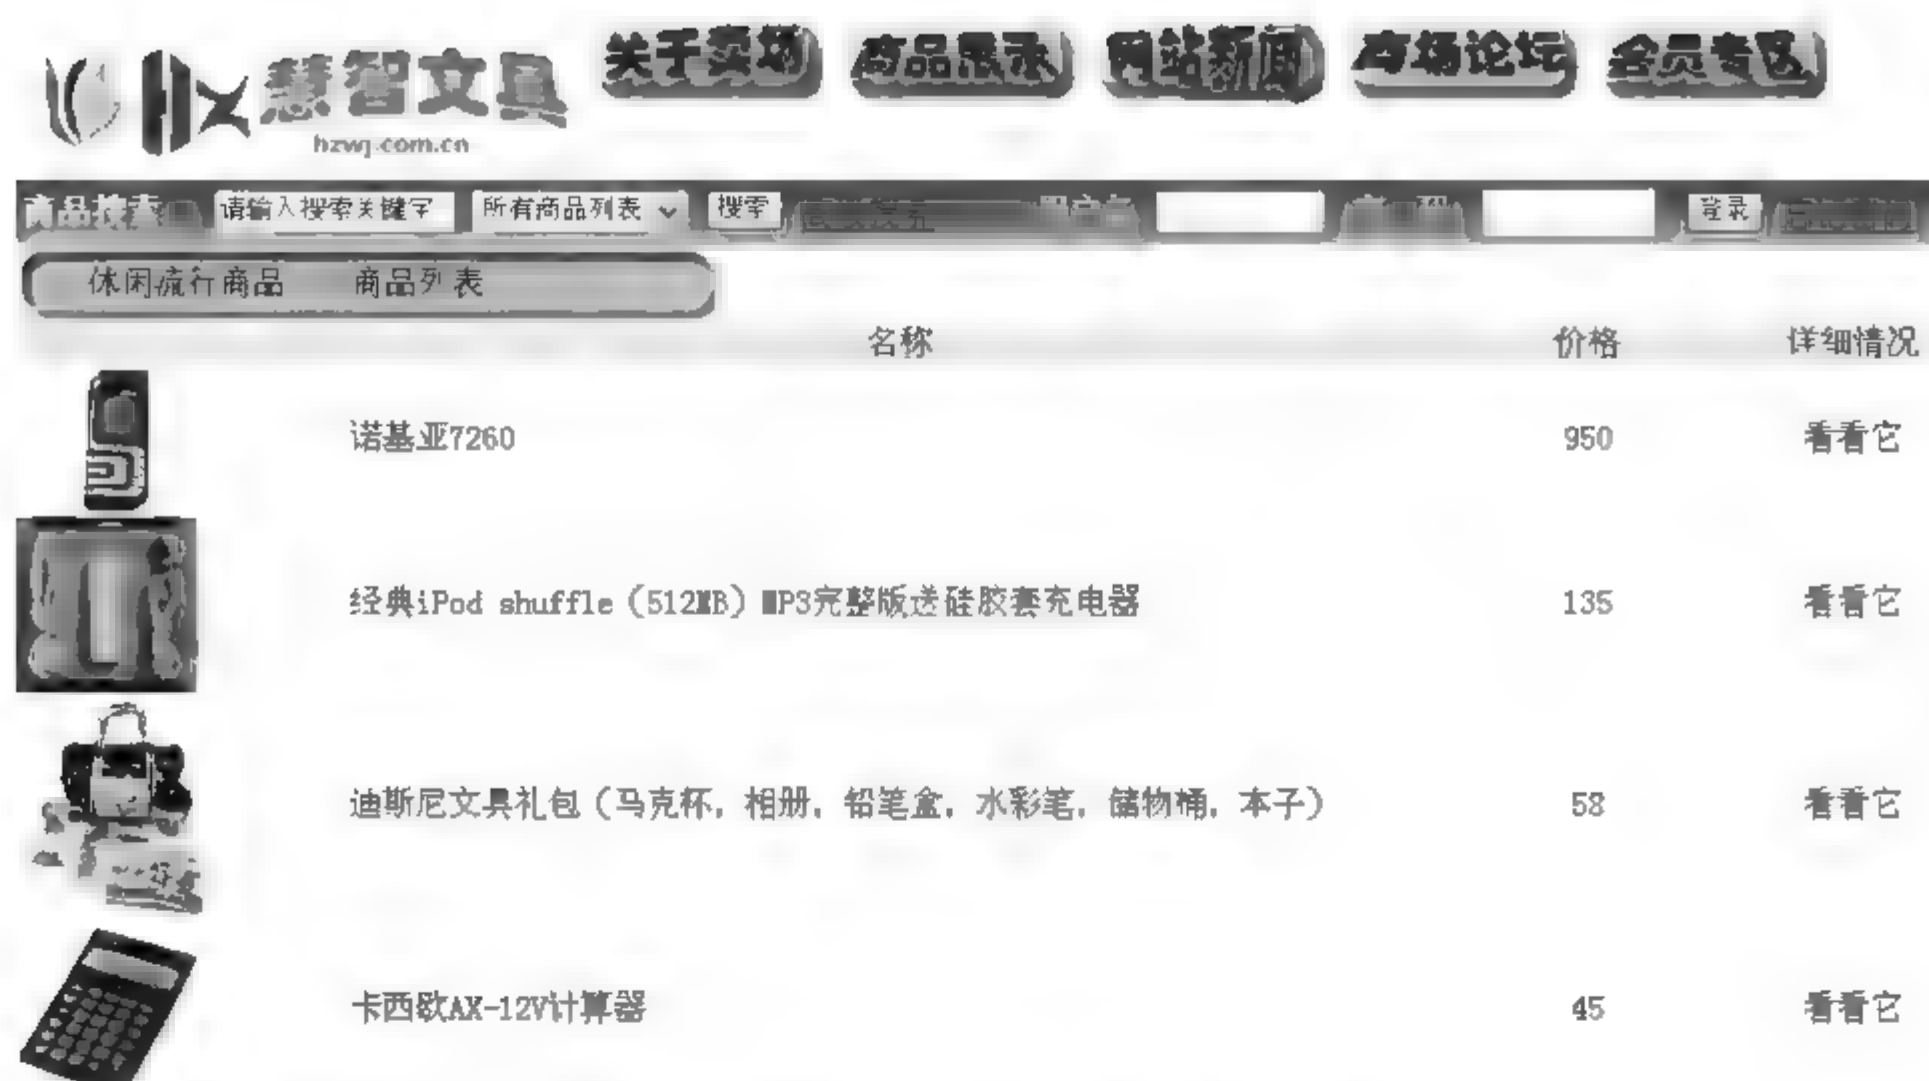 慧智文具
hzwj.com.cn
关于卖场 商品展示 网站新闻 市场论坛 会员专区
商品搜索 请输入搜索关键字 所有商品列表 搜索 登录
休闲流行商品 商品列表
名称 价格 详细情况
诺基亚7260 950 看看它
经典iPod shuffle（512MB）MP3完整版送硅胶套充电器 135 看看它
迪斯尼文具礼包（马克杯，相册，铅笔盒，水彩笔，储物桶，本子） 58 看看它
卡西欧AX-12V计算器 45 看看它